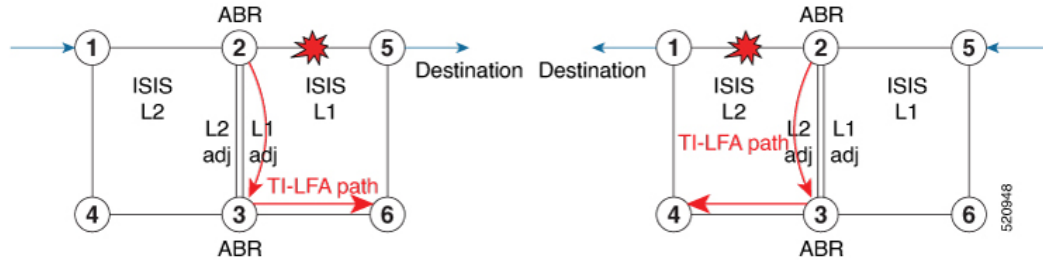 ABR
1
2
5
Destination
ISIS
L2
ISIS
L1
L2
adj
L1
adj
TI-LFA path
4
3
6
ABR
ABR
1
2
5
Destination
ISIS
L2
ISIS
L1
L2
adj
L1
adj
TI-LFA path
4
3
6
ABR
520948